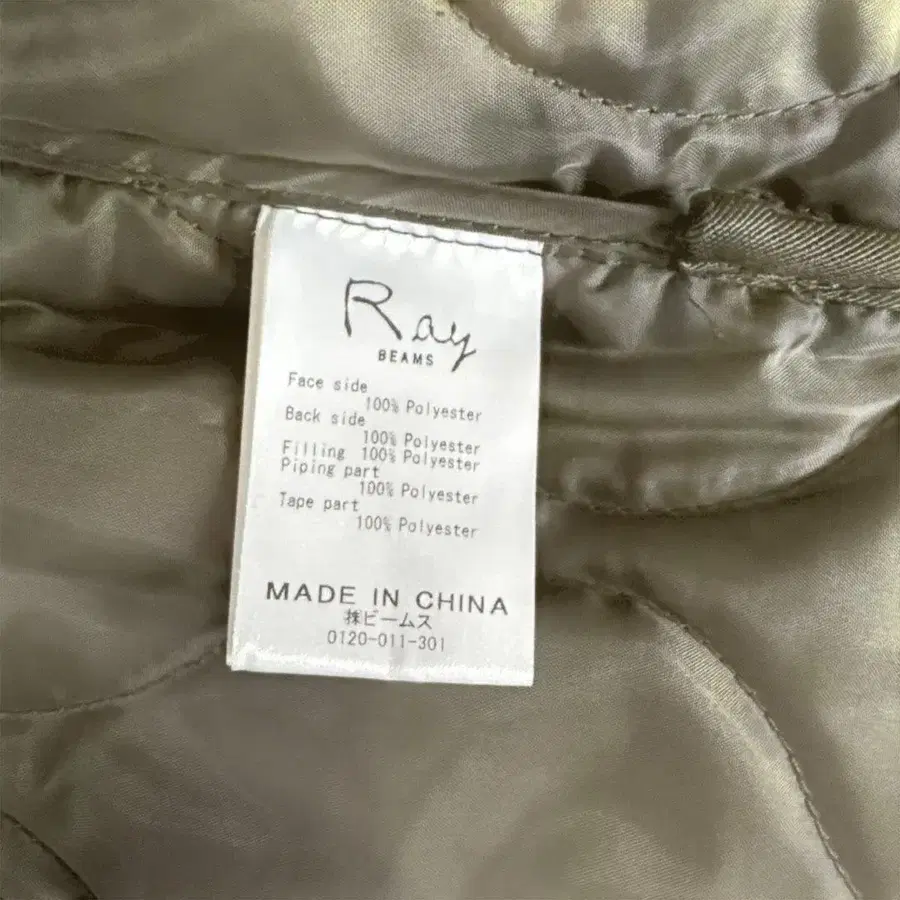 Ray
BEAMS
Face side
100% Polyester
Back side
100% Polyester
Filling 100% Polyester
Piping part
100% Polyester
Tape part
100% Polyester
MADE IN CHINA
㈱ビームス
0120-011-301